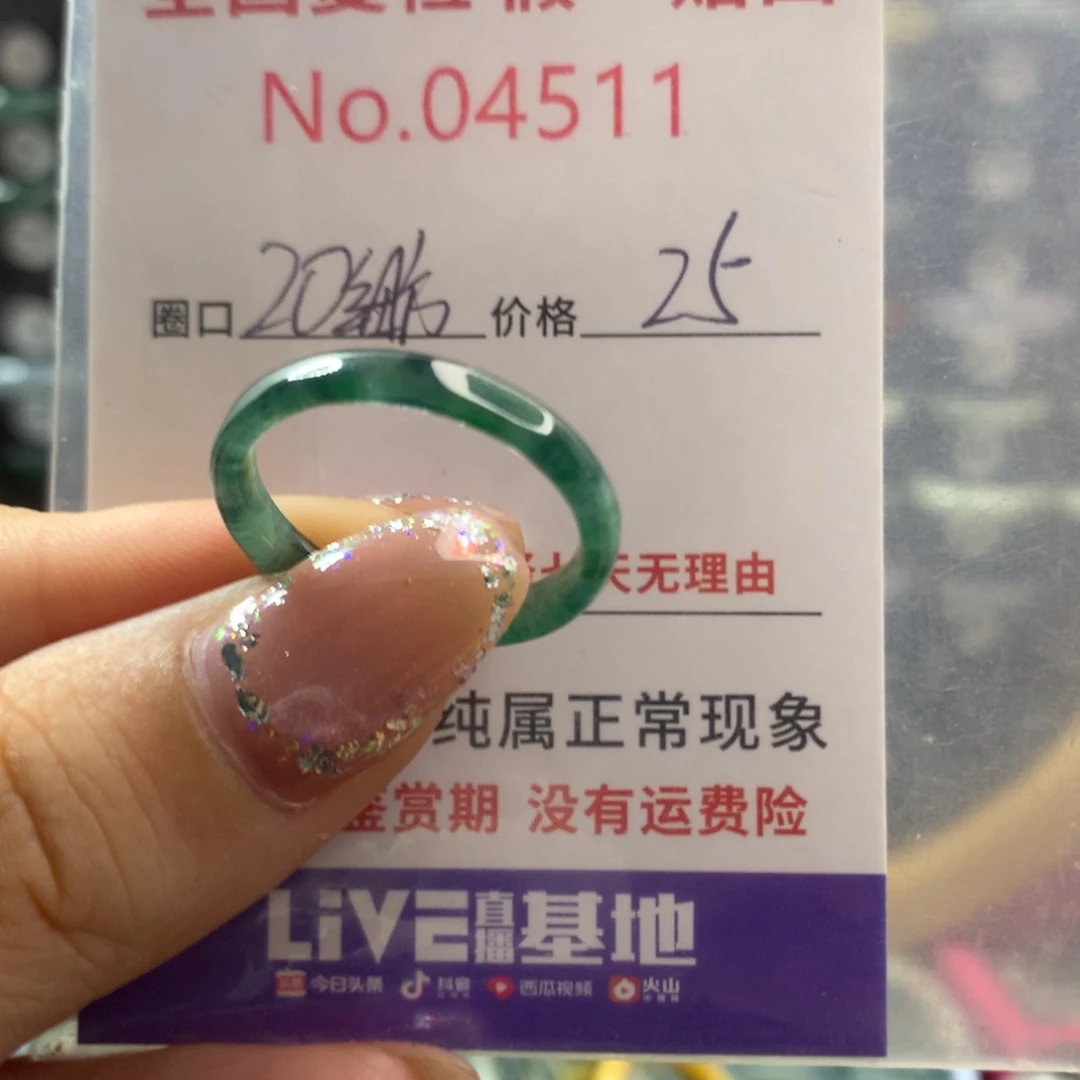 No.04511
圈口 20 价格 25
天无理由
纯属正常现象
鉴赏期 没有运费险
LiVE直播基地
今日头条 抖音 西瓜视频 火山